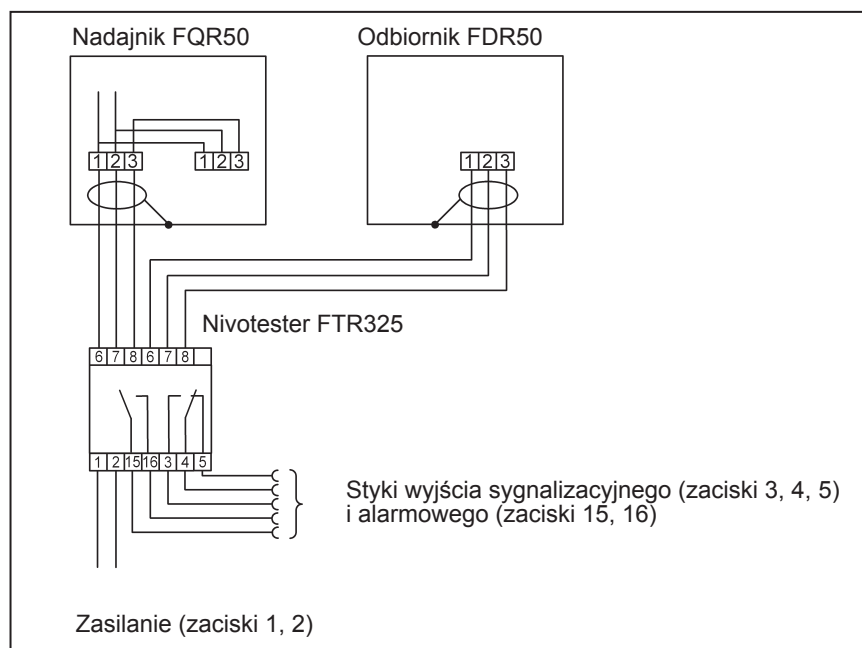 Nadajnik FQR50
Odbiornik FDR50
1 2 3
1 2 3
1 2 3
Nivotester FTR325
6 7 8 6 7 8
1 2 15 16 3 4 5
Styki wyjścia sygnalizacyjnego (zaciski 3, 4, 5)
i alarmowego (zaciski 15, 16)
Zasilanie (zaciski 1, 2)